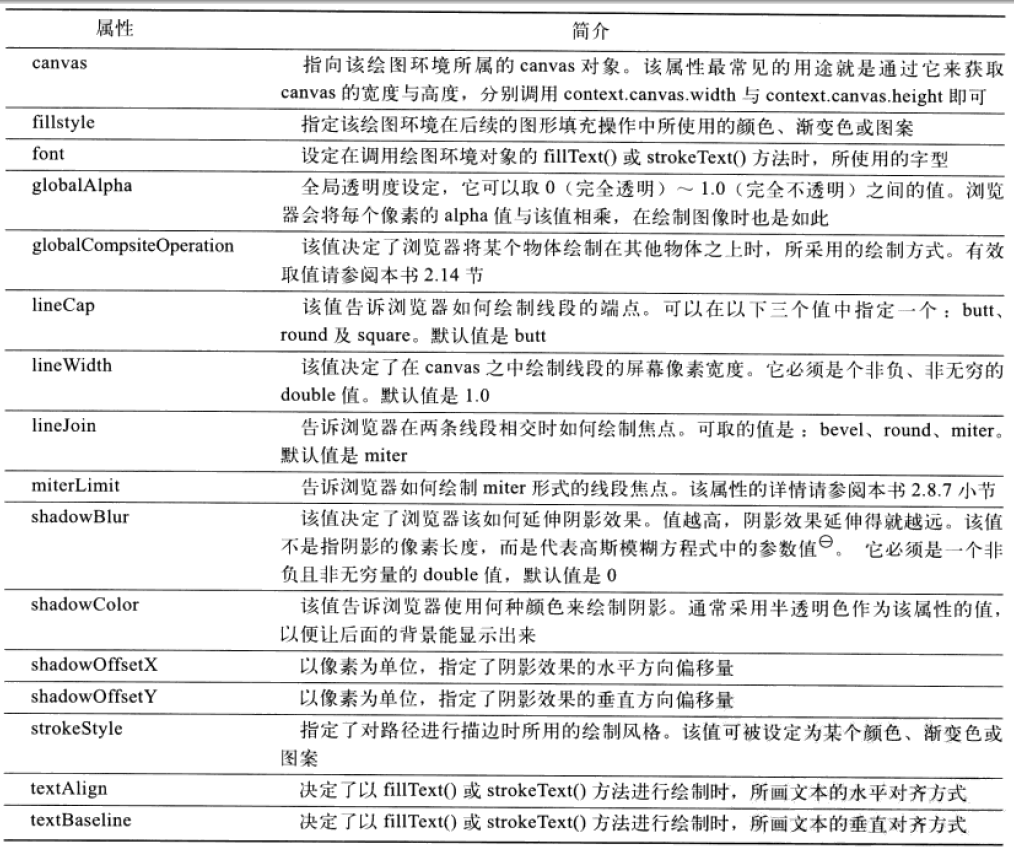 属性 简介
canvas 指向该绘图环境所属的 canvas 对象。该属性最常见的用途就是通过它来获取
canvas 的宽度与高度，分别调用 context.canvas.width 与 context.canvas.height 即可
fillstyle 指定该绘图环境在后续的图形填充操作中所使用的颜色、渐变色或图案
font 设定在调用绘图环境对象的 fillText() 或 strokeText() 方法时，所使用的字型
globalAlpha 全局透明度设定，它可以取 0（完全透明）～ 1.0（完全不透明）之间的值。浏览
器会将每个像素的 alpha 值与该值相乘，在绘制图像时也是如此
globalCompsiteOperation 该值决定了浏览器将某个物体绘制在其他物体之上时，所采用的绘制方式。有效
取值请参阅本书 2.14 节
lineCap 该值告诉浏览器如何绘制线段的端点。可以在以下三个值中指定一个：butt、
round 及 square。默认值是 butt
lineWidth 该值决定了在 canvas 之中绘制线段的屏幕像素宽度。它必须是个非负、非无穷的
double 值。默认值是 1.0
lineJoin 告诉浏览器在两条线段相交时如何绘制焦点。可取的值是：bevel、round、miter。
默认值是 miter
miterLimit 告诉浏览器如何绘制 miter 形式的线段焦点。该属性的详情请参阅本书 2.8.7 小节
shadowBlur 该值决定了浏览器该如何延伸阴影效果。值越高，阴影效果延伸得就越远。该值
不是指阴影的像素长度，而是代表高斯模糊方程式中的参数值⊖。 它必须是一个非
负且非无穷量的 double 值，默认值是 0
shadowColor 该值告诉浏览器使用何种颜色来绘制阴影。通常采用半透明色作为该属性的值，
以便让后面的背景能显示出来
shadowOffsetX 以像素为单位，指定了阴影效果的水平方向偏移量
shadowOffsetY 以像素为单位，指定了阴影效果的垂直方向偏移量
strokeStyle 指定了对路径进行描边时所用的绘制风格。该值可被设定为某个颜色、渐变色或
图案
textAlign 决定了以 fillText() 或 strokeText() 方法进行绘制时，所画文本的水平对齐方式
textBaseline 决定了以 fillText() 或 strokeText() 方法进行绘制时，所画文本的垂直对齐方式